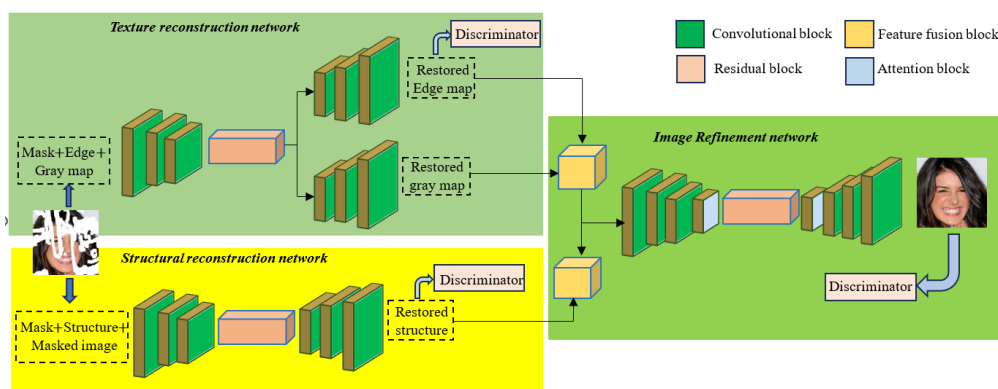 Texture reconstruction network
Discriminator
Restored
Edge map
Mask+Edge+
Gray map
Restored
gray map
Structural reconstruction network
Discriminator
Mask+Structure+
Masked image
Restored
structure
Convolutional block
Feature fusion block
Residual block
Attention block
Image Refinement network
Discriminator